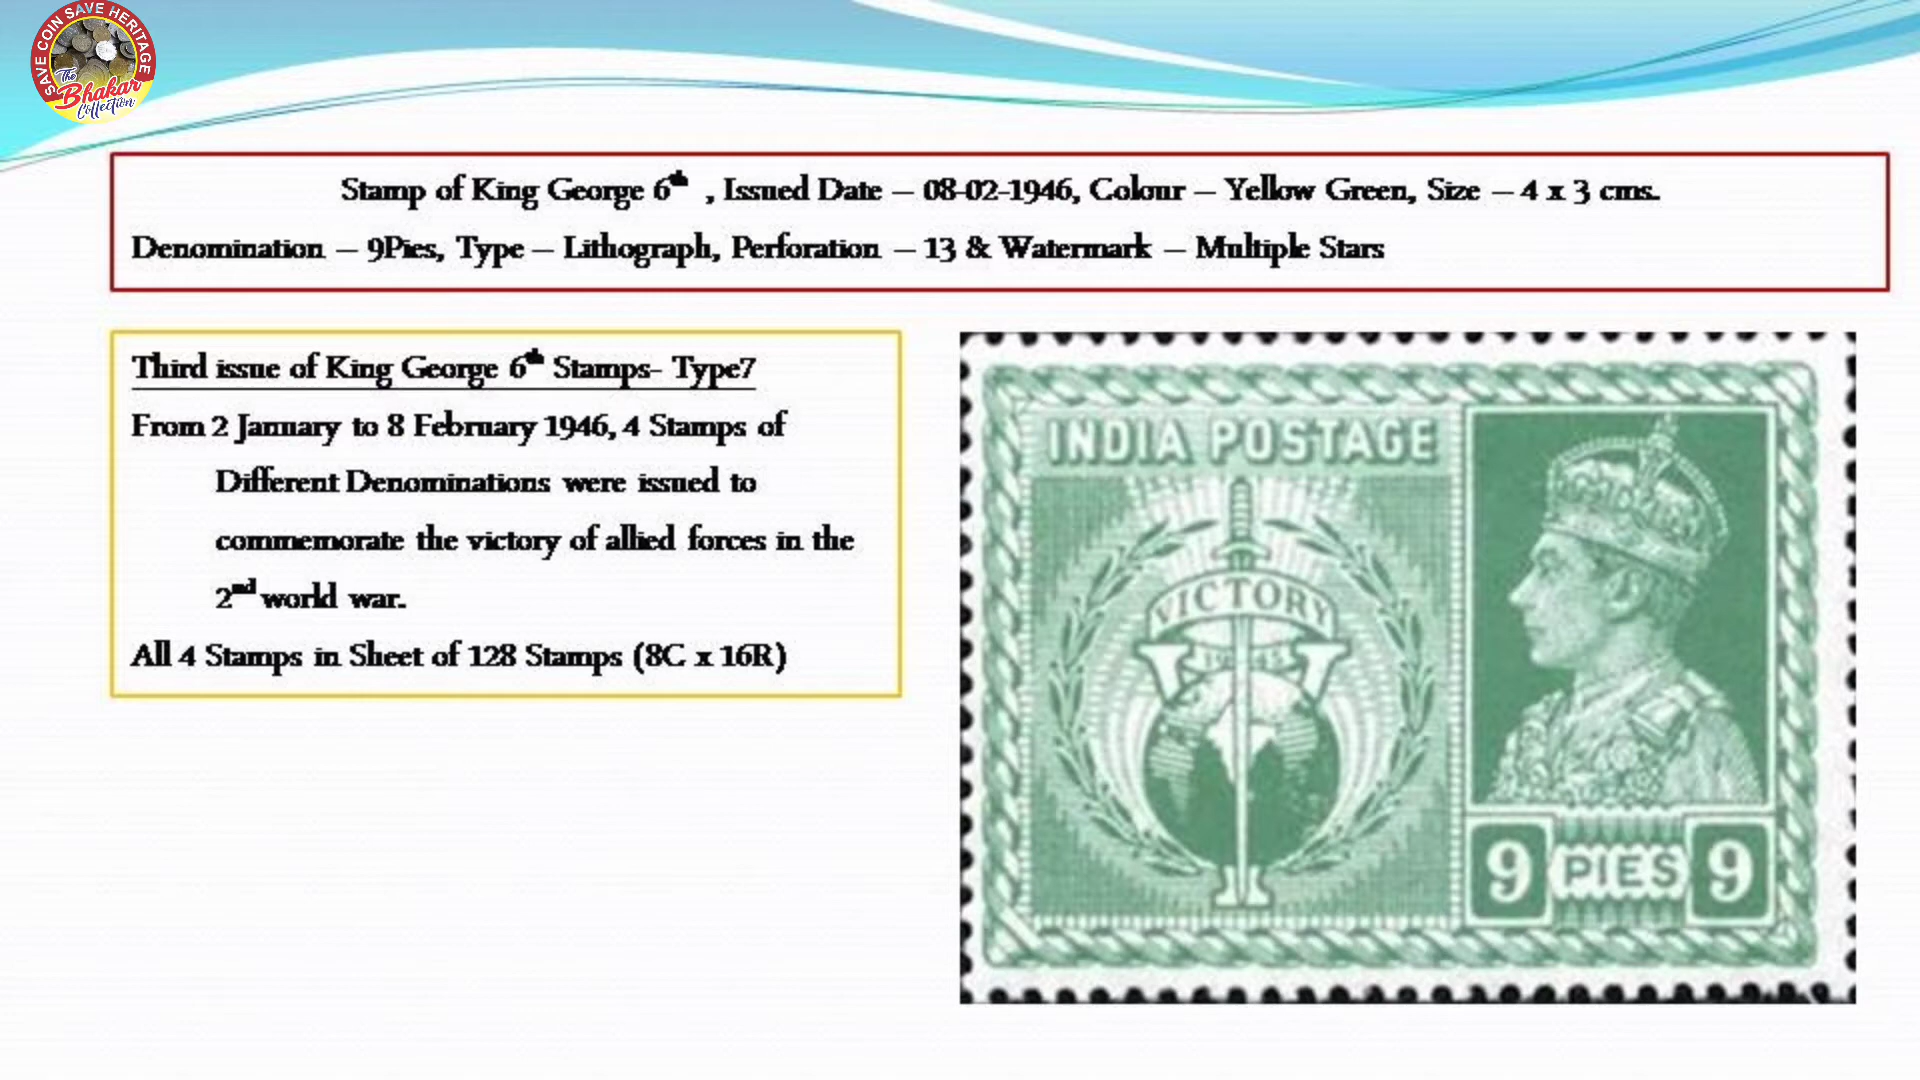 SAVE COIN SAVE HERITAGE
The
Bhakar
Collection
Stamp of King George 6th , Issued Date – 08-02-1946, Colour – Yellow Green, Size – 4 x 3 cms.
Denomination – 9Pies, Type – Lithograph, Perforation – 13 & Watermark – Multiple Stars
Third issue of King George 6th Stamps- Type7
From 2 January to 8 February 1946, 4 Stamps of
Different Denominations were issued to
commemorate the victory of allied forces in the
2nd world war.
All 4 Stamps in Sheet of 128 Stamps (8C x 16R)
INDIA POSTAGE
VICTORY
9 PIES 9